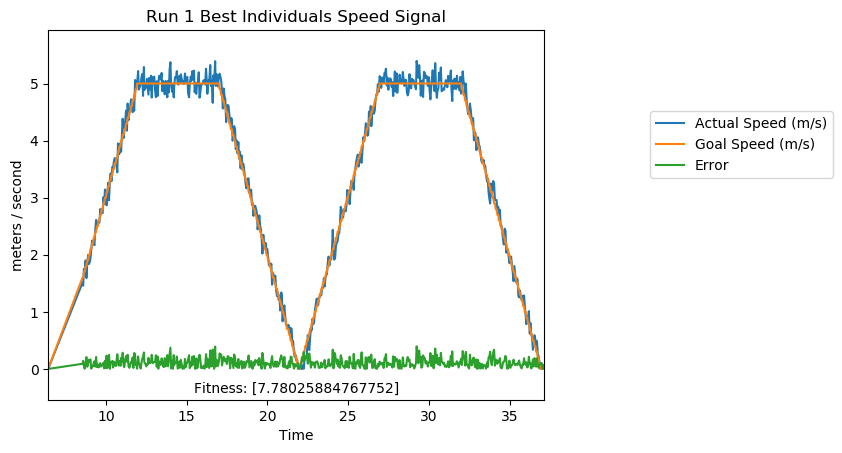 Run 1 Best Individuals Speed Signal
meters / second
5
4
3
2
1
0
Actual Speed (m/s)
Goal Speed (m/s)
Error
Fitness: [7.78025884767752]
10 15 20 25 30 35
Time